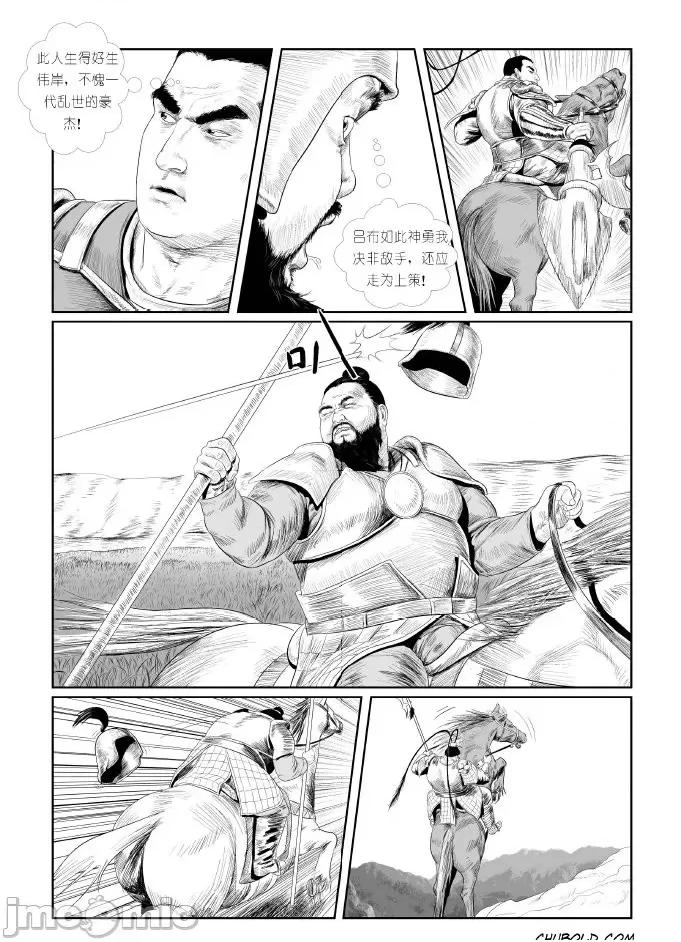 此人生得好生
伟岸，不愧一
代乱世的豪
杰！
吕布如此神勇我
决非敌手，还应
走为上策！
미
jmcomic
CHUBOLD.COM